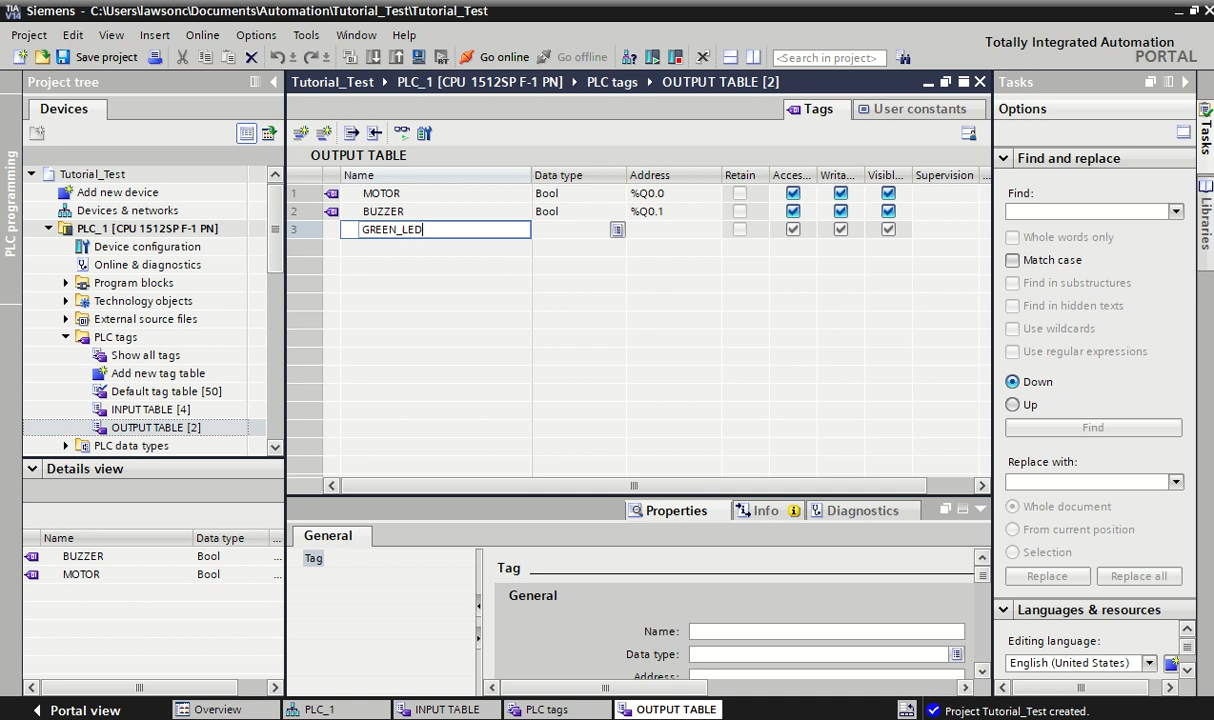 TIA
V14
Siemens - C:\Users\lawsonc\Documents\Automation\Tutorial_Test\Tutorial_Test
Project Edit View Insert Online Options Tools Window Help
Totally Integrated Automation
PORTAL
Save project
Go online
Go offline
<Search in project>
Project tree
Tutorial_Test
PLC_1 [CPU 1512SP F-1 PN]
PLC tags
OUTPUT TABLE [2]
Tasks
Devices
Tags
User constants
Options
PLC programming
Tasks
Libraries
OUTPUT TABLE
Find and replace
Name Data type Address Retain Acces... Writa... Visibl... Supervision ...
1 MOTOR Bool %Q0.0
2 BUZZER Bool %Q0.1
3 GREEN_LED
Tutorial_Test
Add new device
Devices & networks
PLC_1 [CPU 1512SP F-1 PN]
Device configuration
Online & diagnostics
Program blocks
Technology objects
External source files
PLC tags
Show all tags
Add new tag table
Default tag table [50]
INPUT TABLE [4]
OUTPUT TABLE [2]
PLC data types
Find:
Whole words only
Match case
Find in substructures
Find in hidden texts
Use wildcards
Use regular expressions
Down
Up
Find
Replace with:
Whole document
From current position
Selection
Replace
Replace all
Languages & resources
Editing language:
English (United States)
Details view
Name Data type ...
BUZZER Bool ...
MOTOR Bool ...
Properties
Info
Diagnostics
General
Tag
Tag
General
Name:
Data type:
Address:
Portal view
Overview
PLC_1
INPUT TABLE
PLC tags
OUTPUT TABLE
Project Tutorial_Test created.